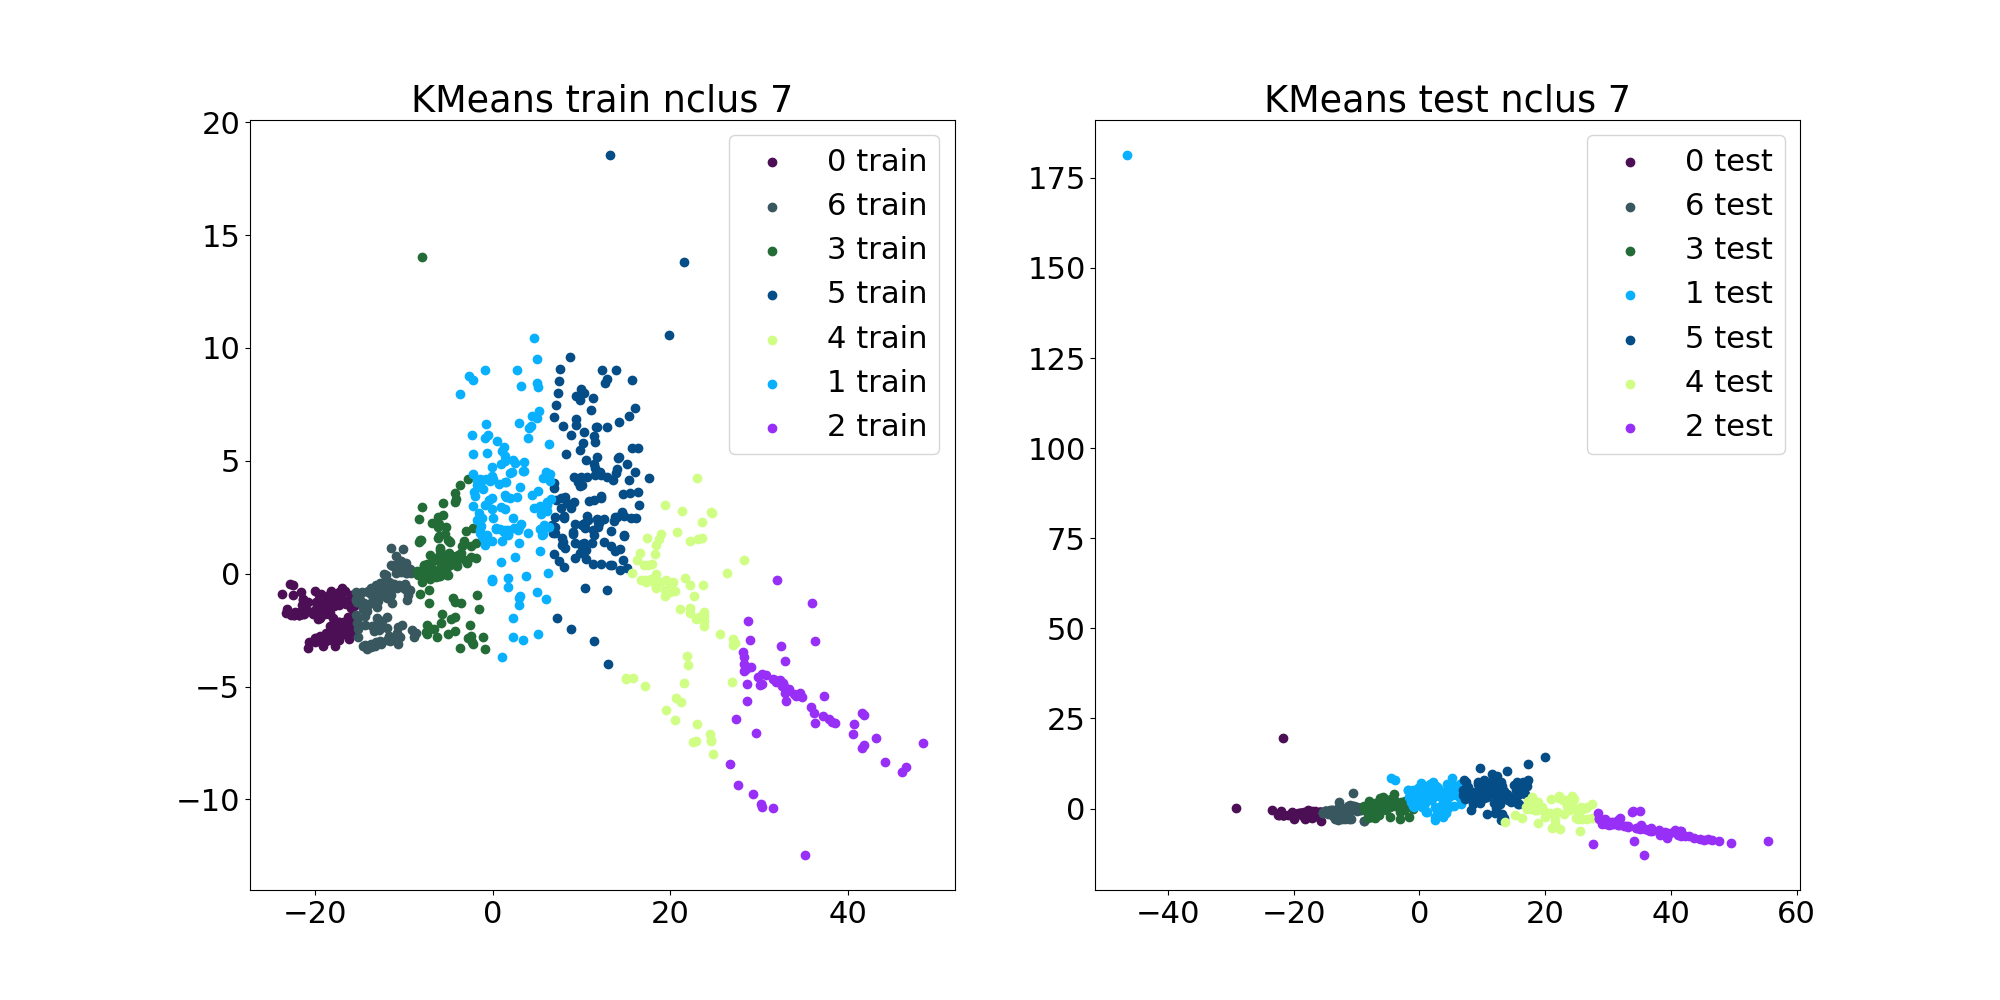 KMeans train nclus 7
20
15
10
5
0
−5
−10
−20
0
20
40
0 train
6 train
3 train
5 train
4 train
1 train
2 train
KMeans test nclus 7
175
150
125
100
75
50
25
0
−40
−20
0
20
40
60
0 test
6 test
3 test
1 test
5 test
4 test
2 test